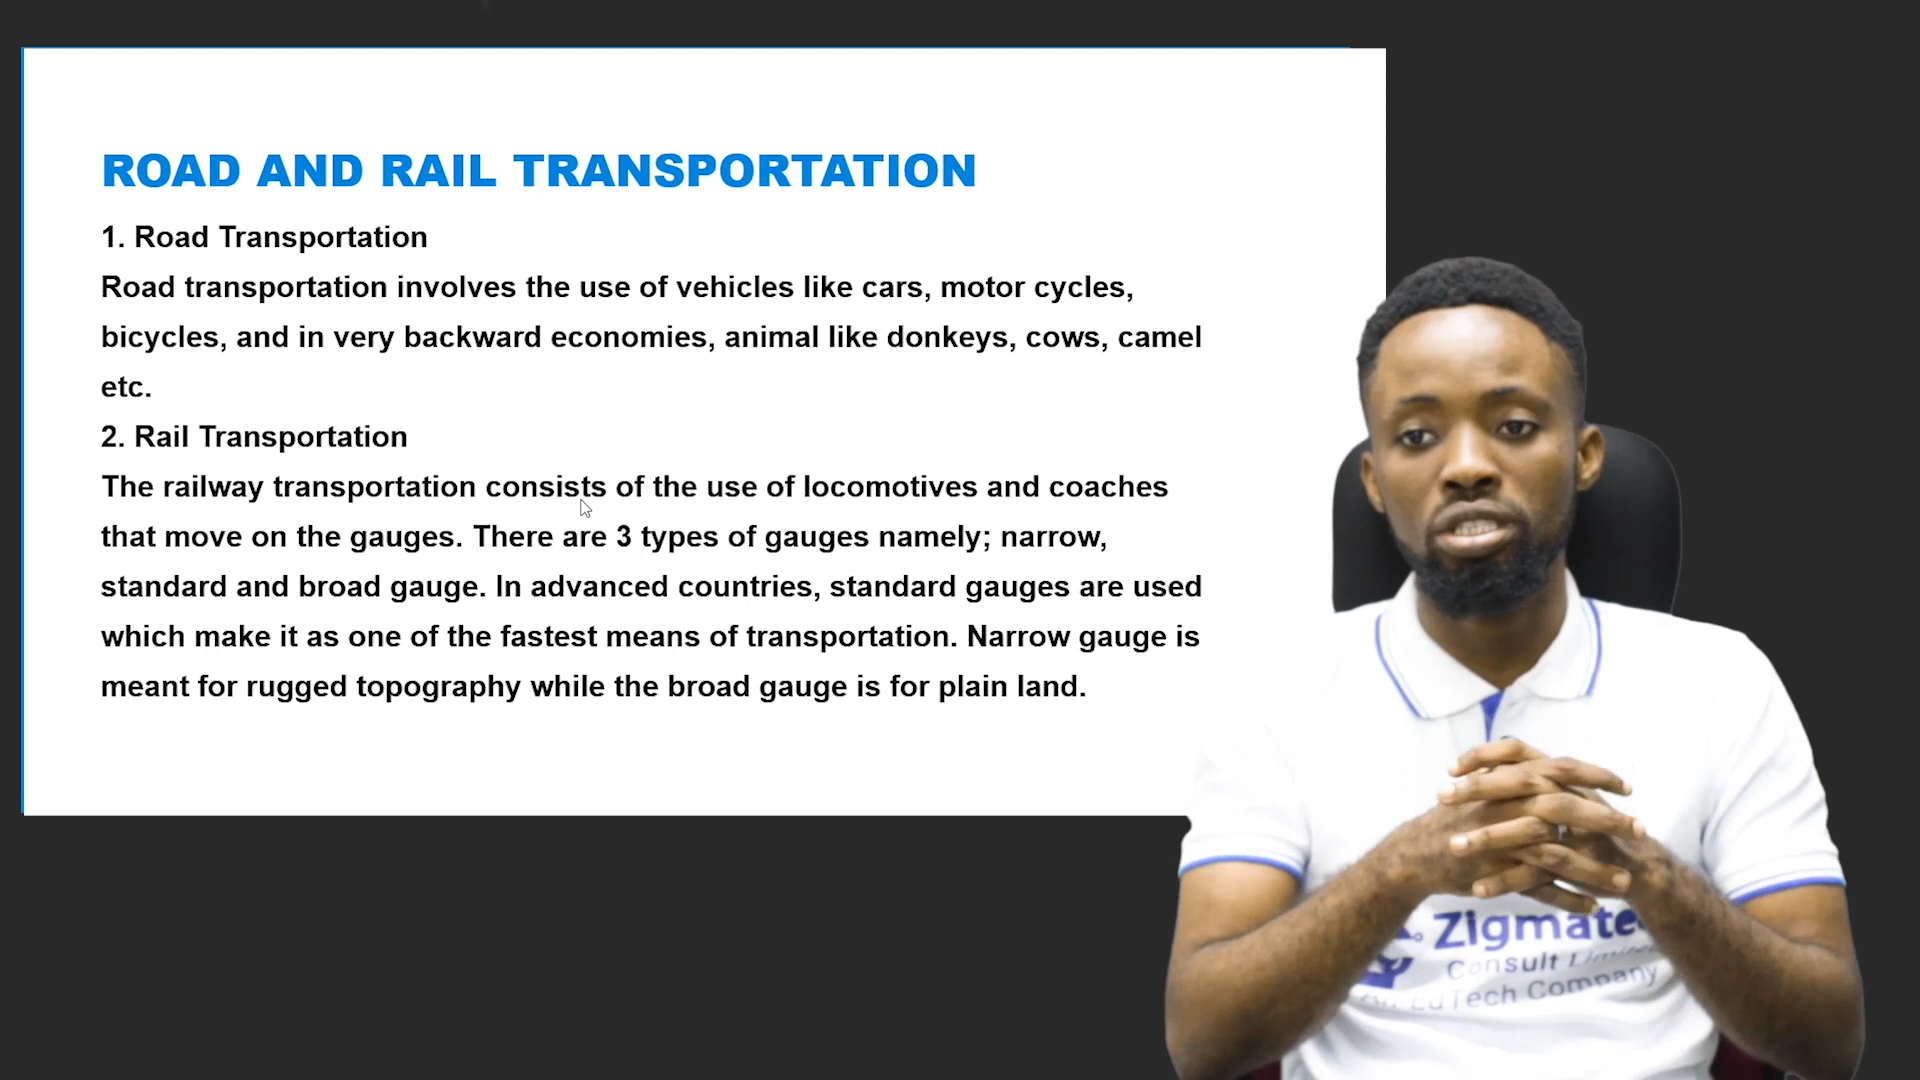 ROAD AND RAIL TRANSPORTATION
1. Road Transportation
Road transportation involves the use of vehicles like cars, motor cycles,
bicycles, and in very backward economies, animal like donkeys, cows, camel
etc.
2. Rail Transportation
The railway transportation consists of the use of locomotives and coaches
that move on the gauges. There are 3 types of gauges namely; narrow,
standard and broad gauge. In advanced countries, standard gauges are used
which make it as one of the fastest means of transportation. Narrow gauge is
meant for rugged topography while the broad gauge is for plain land.
Zigmate
Consult Limited
An EduTech Company